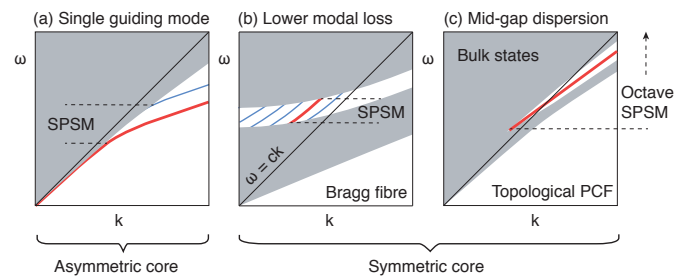 (a) Single guiding mode
(b) Lower modal loss
(c) Mid-gap dispersion
ω
SPSM
k
ω
SPSM
ω = ck
Bragg fibre
k
ω
Bulk states
Octave
SPSM
Topological PCF
k
Asymmetric core
Symmetric core